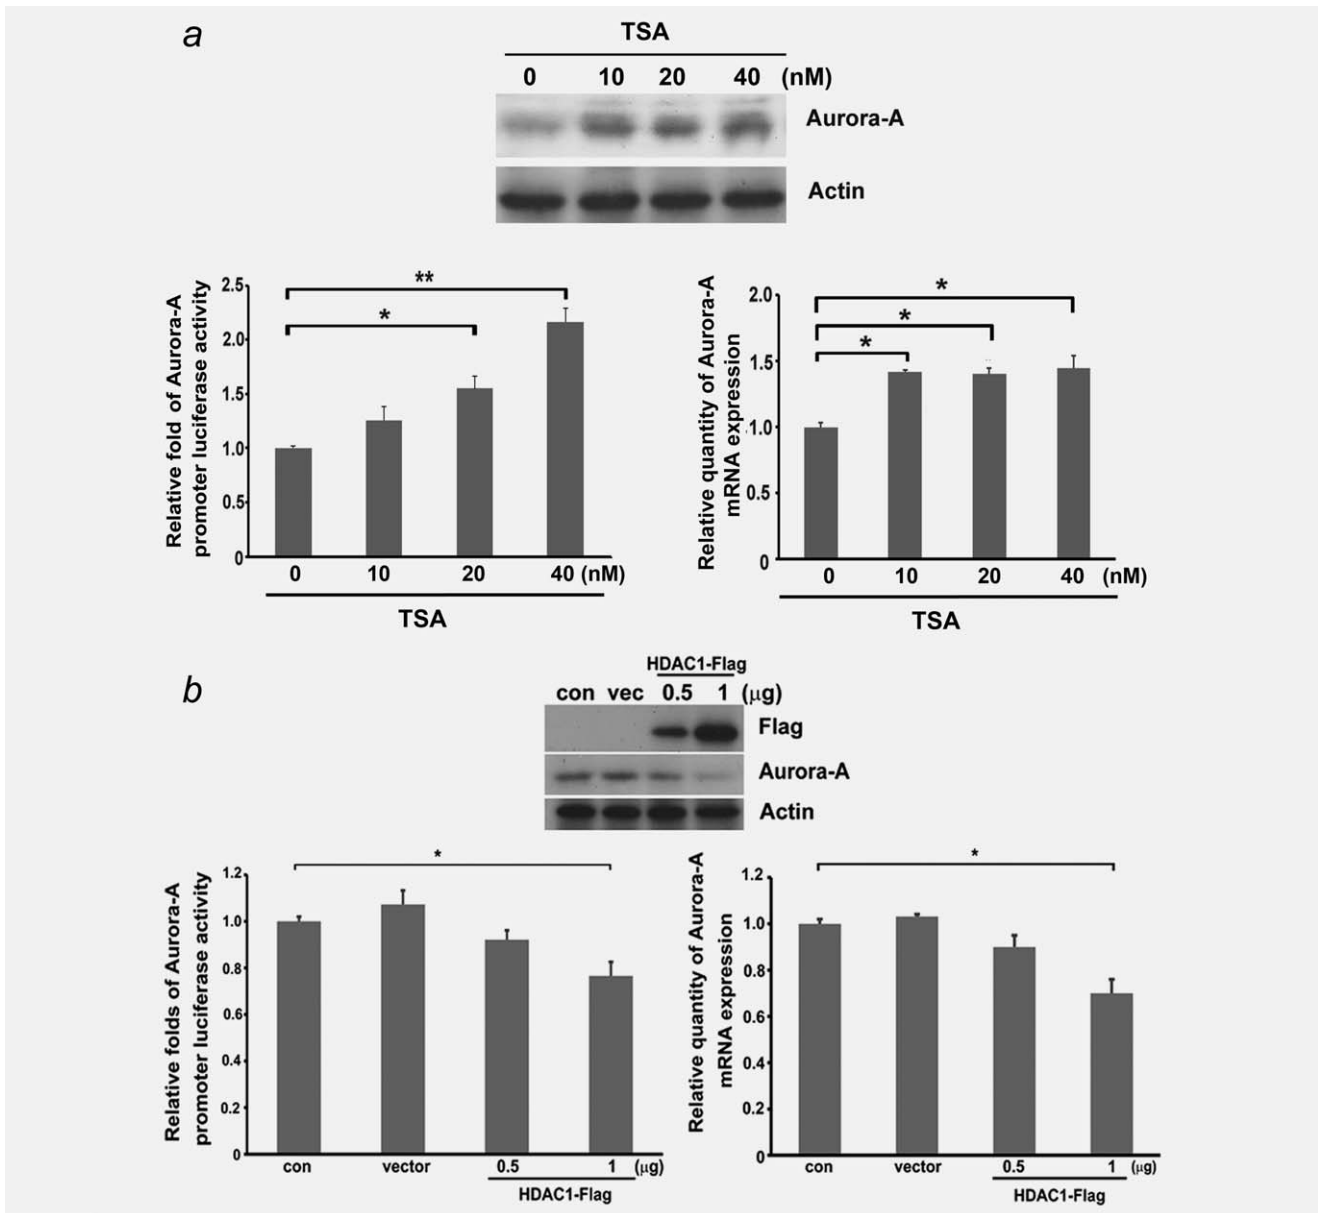 a
TSA
0 10 20 40 (nM)
Aurora-A
Actin
Relative fold of Aurora-A
promoter luciferase activity
2.5
2.0
1.5
1.0
0.5
0
**
*
0 10 20 40 (nM)
TSA
Relative quantity of Aurora-A
mRNA expression
2.0
1.5
1.0
0.5
0
*
*
*
0 10 20 40 (nM)
TSA
b
HDAC1-Flag
con vec 0.5 1 (μg)
Flag
Aurora-A
Actin
Relative folds of Aurora-A
promoter luciferase activity
1.2
1.0
0.8
0.6
0.4
0.2
0
*
con vector 0.5 1 (μg)
HDAC1-Flag
Relative quantity of Aurora-A
mRNA expression
1.2
1.0
0.8
0.6
0.4
0.2
0
*
con vector 0.5 1 (μg)
HDAC1-Flag